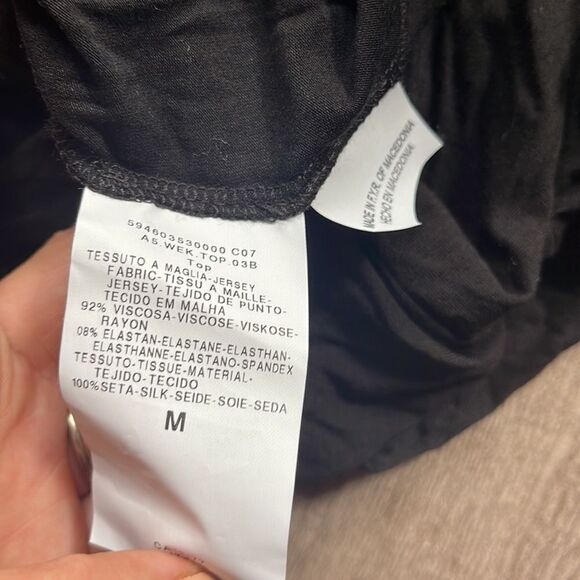 594603530000 C07
A5-WEK-TOP-03B
TOP
TESSUTO A MAGLIA-JERSEY
FABRIC-TISSU A MAILLE-
JERSEY-TEJIDO DE PUNTO-
TECIDO EM MALHA
92% VISCOSA-VISCOSE-VISKOSE-
RAYON
08% ELASTAN-ELASTANE-ELASTHAN-
ELASTHANNE-ELASTANO-SPANDEX
TESSUTO-TISSUE-MATERIAL-
TEJIDO-TECIDO
100%SETA-SILK-SEIDE-SOIE-SEDA
M
MADE IN F.Y.R. OF MACEDONIA
HECHO EN MACEDONIA